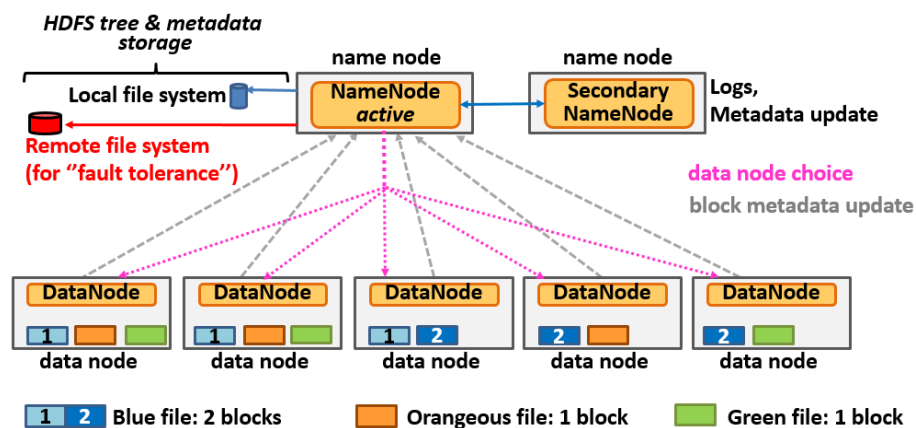 HDFS tree & metadata
storage
name node
name node
Local file system
NameNode
active
Secondary
NameNode
Logs,
Metadata update
Remote file system
(for ‘’fault tolerance’’)
data node choice
block metadata update
DataNode
DataNode
DataNode
DataNode
DataNode
1
1
1 2
2
2
data node
data node
data node
data node
data node
1 2 Blue file: 2 blocks
Orangeous file: 1 block
Green file: 1 block